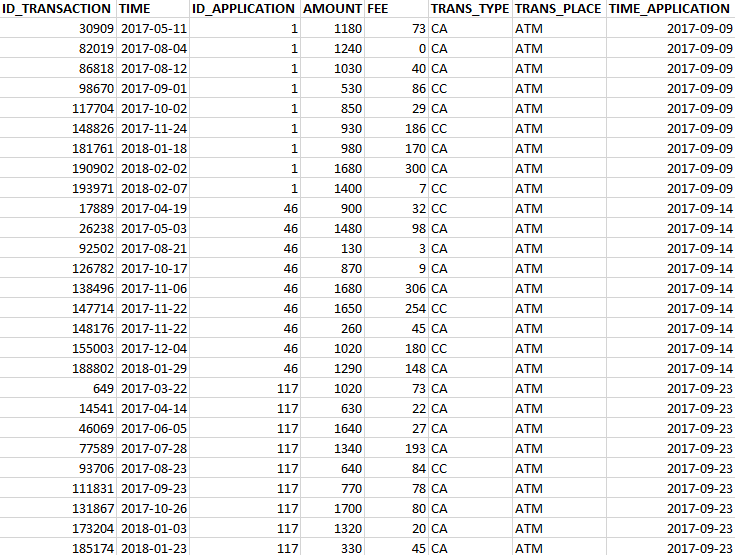 ID_TRANSACTION TIME ID_APPLICATION AMOUNT FEE TRANS_TYPE TRANS_PLACE TIME_APPLICATION
30909 2017-05-11 1 1180 73 CA ATM 2017-09-09
82019 2017-08-04 1 1240 0 CA ATM 2017-09-09
86818 2017-08-12 1 1030 40 CA ATM 2017-09-09
98670 2017-09-01 1 530 86 CC ATM 2017-09-09
117704 2017-10-02 1 850 29 CA ATM 2017-09-09
148826 2017-11-24 1 930 186 CC ATM 2017-09-09
181761 2018-01-18 1 980 170 CA ATM 2017-09-09
190902 2018-02-02 1 1680 300 CA ATM 2017-09-09
193971 2018-02-07 1 1400 7 CC ATM 2017-09-09
17889 2017-04-19 46 900 32 CC ATM 2017-09-14
26238 2017-05-03 46 1480 98 CA ATM 2017-09-14
92502 2017-08-21 46 130 3 CA ATM 2017-09-14
126782 2017-10-17 46 870 9 CA ATM 2017-09-14
138496 2017-11-06 46 1680 306 CA ATM 2017-09-14
147714 2017-11-22 46 1650 254 CC ATM 2017-09-14
148176 2017-11-22 46 260 45 CA ATM 2017-09-14
155003 2017-12-04 46 1020 180 CC ATM 2017-09-14
188802 2018-01-29 46 1290 148 CA ATM 2017-09-14
649 2017-03-22 117 1020 73 CA ATM 2017-09-23
14541 2017-04-14 117 630 22 CA ATM 2017-09-23
46069 2017-06-05 117 1640 27 CA ATM 2017-09-23
77589 2017-07-28 117 1340 193 CA ATM 2017-09-23
93706 2017-08-23 117 640 84 CC ATM 2017-09-23
111831 2017-09-23 117 770 78 CA ATM 2017-09-23
131867 2017-10-26 117 1700 80 CA ATM 2017-09-23
173204 2018-01-03 117 1320 20 CA ATM 2017-09-23
185174 2018-01-23 117 330 45 CA ATM 2017-09-23